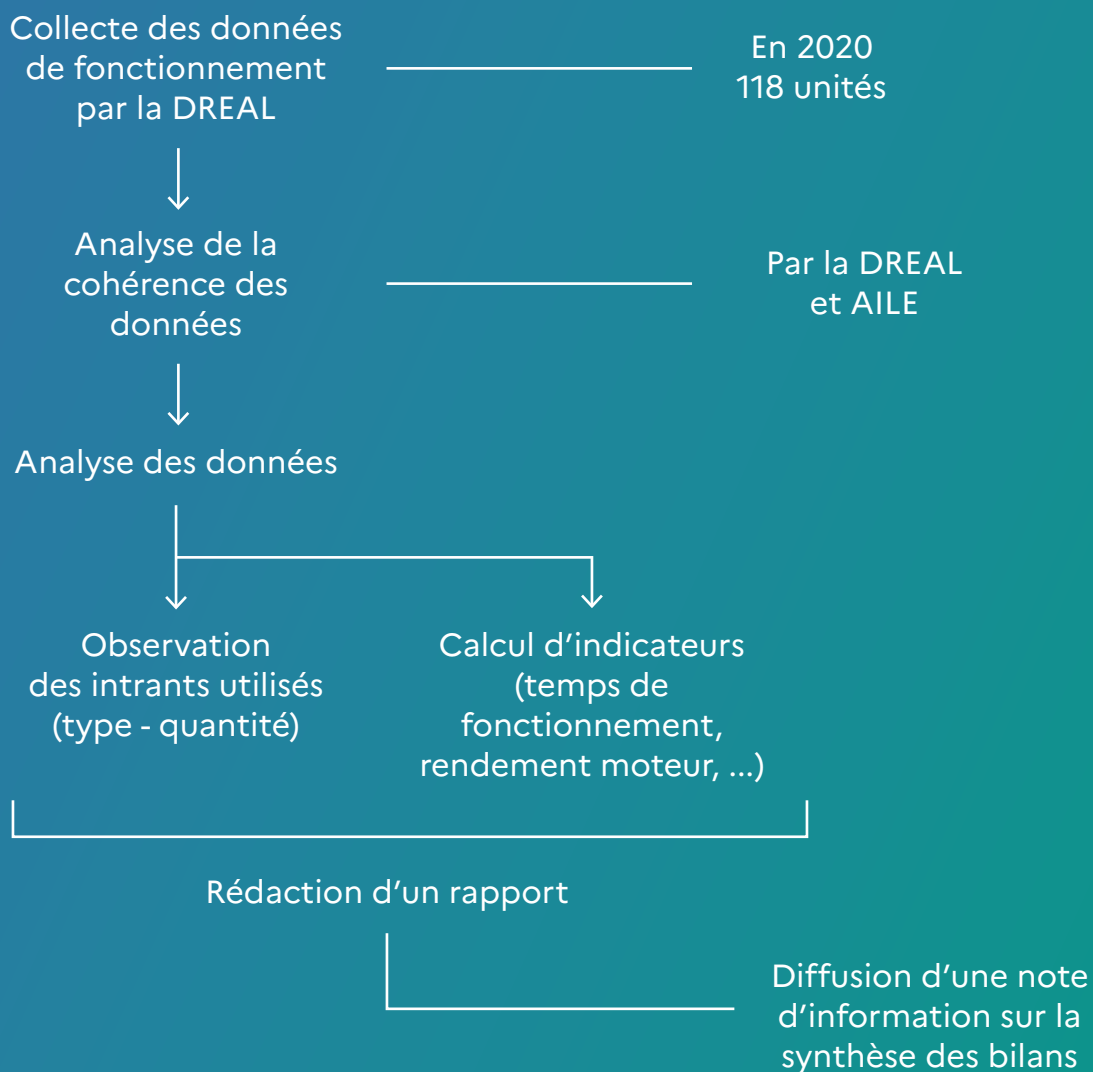 Collecte des données
de fonctionnement
par la DREAL
En 2020
118 unités
Analyse de la
cohérence des
données
Par la DREAL
et AILE
Analyse des données
Observation
des intrants utilisés
(type - quantité)
Calcul d’indicateurs
(temps de
fonctionnement,
rendement moteur, ...)
Rédaction d’un rapport
Diffusion d’une note
d’information sur la
synthèse des bilans